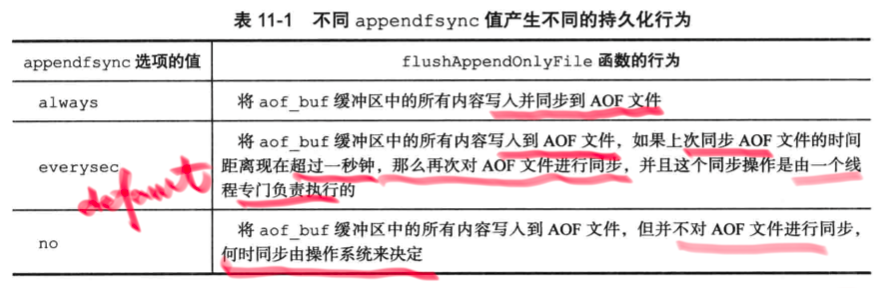 表 11-1 不同 appendfsync 值产生不同的持久化行为
appendfsync 选项的值 flushAppendOnlyFile 函数的行为
always 将 aof_buf 缓冲区中的所有内容写入并同步到 AOF 文件
将 aof_buf 缓冲区中的所有内容写入到 AOF 文件，如果上次同步 AOF 文件的时间
everysec 距离现在超过一秒钟，那么再次对 AOF 文件进行同步，并且这个同步操作是由一个线
default 程专门负责执行的
将 aof_buf 缓冲区中的所有内容写入到 AOF 文件，但并不对 AOF 文件进行同步，
no 何时同步由操作系统来决定